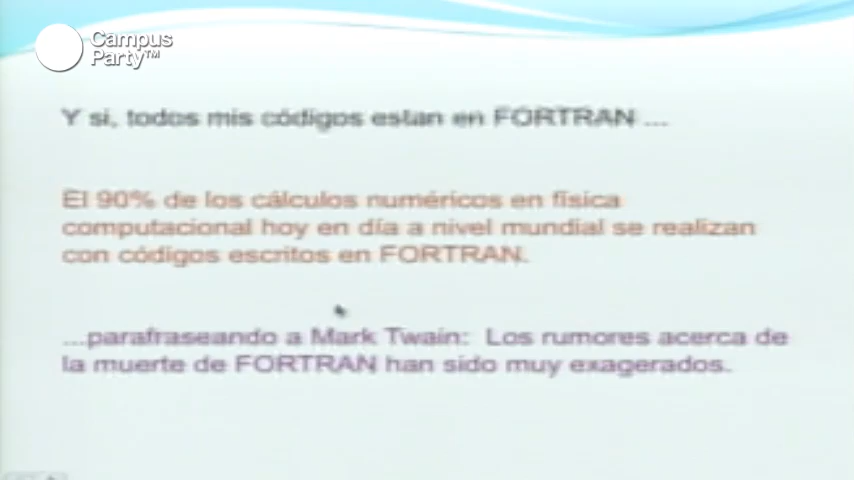 Campus
Party™
Y si, todos mis códigos estan en FORTRAN ...
El 90% de los cálculos numéricos en física
computacional hoy en día a nivel mundial se realizan
con códigos escritos en FORTRAN.
...parafraseando a Mark Twain: Los rumores acerca de
la muerte de FORTRAN han sido muy exagerados.